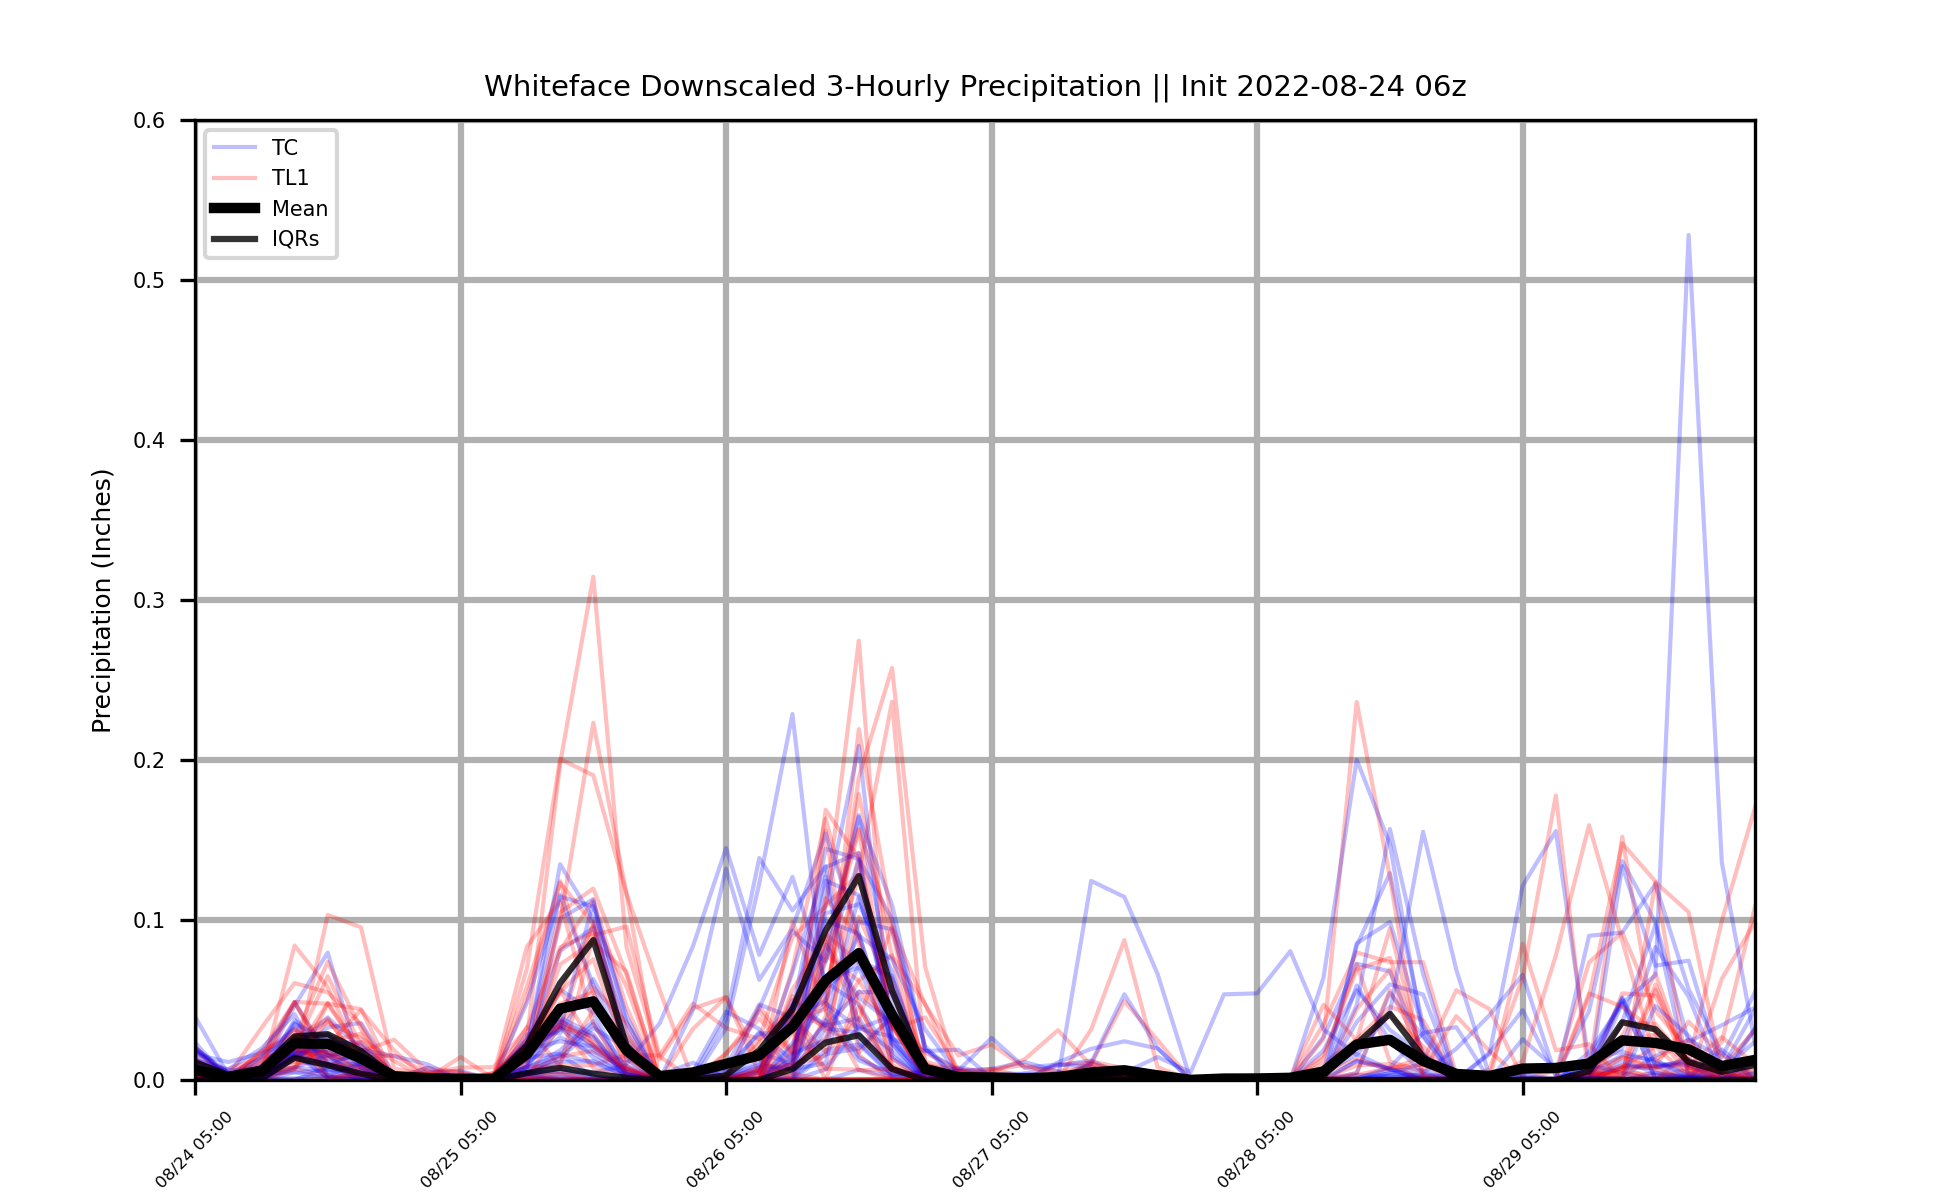 Whiteface Downscaled 3-Hourly Precipitation || Init 2022-08-24 06z
Precipitation (Inches)
0.6
0.5
0.4
0.3
0.2
0.1
0.0
TC
TL1
Mean
IQRs
08/24 05:00
08/25 05:00
08/26 05:00
08/27 05:00
08/28 05:00
08/29 05:00